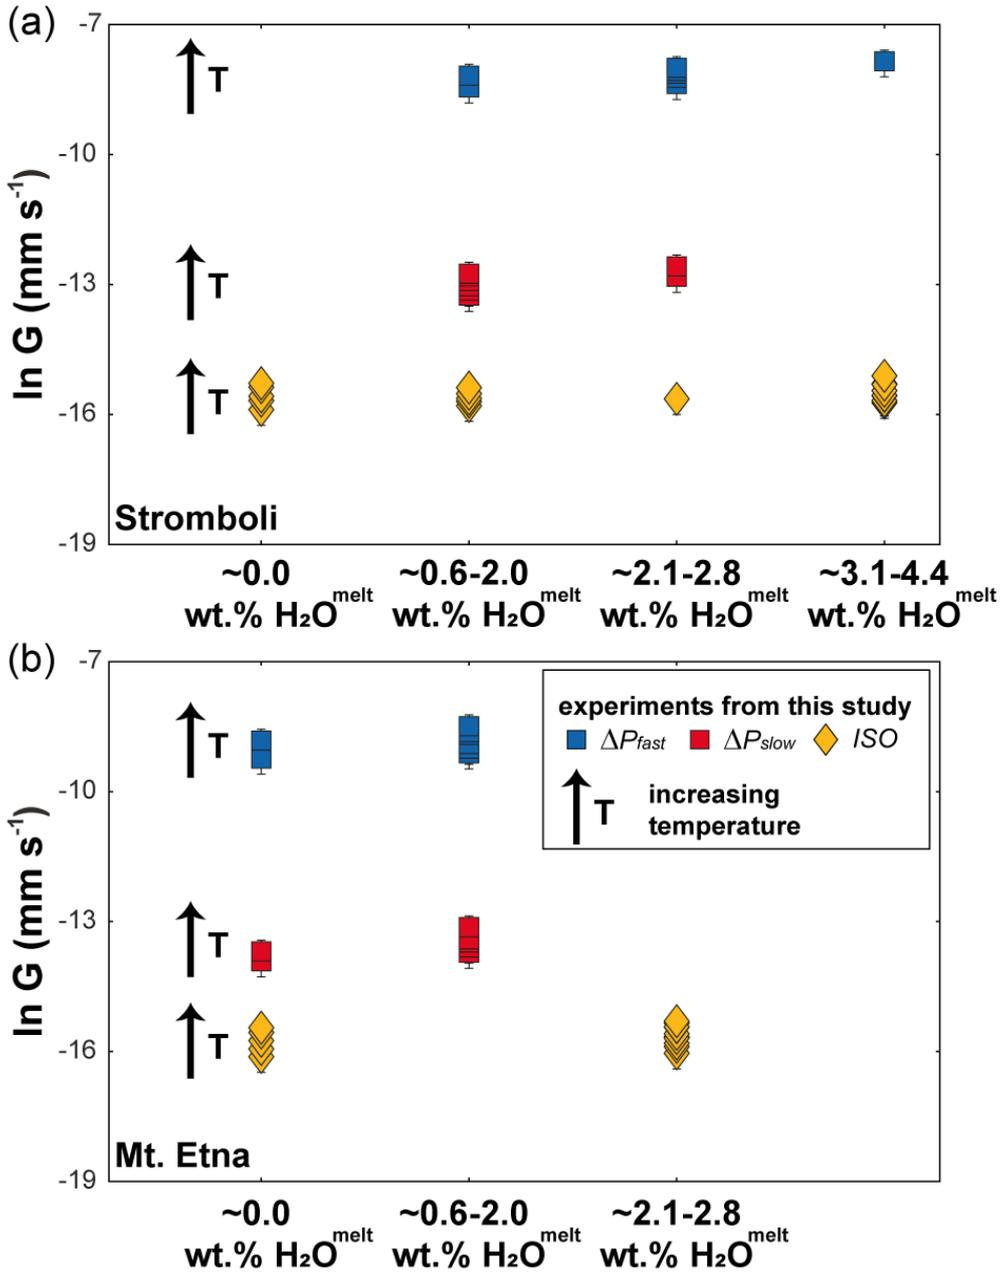 (a)
-7
-10
-13
-16
-19
ln G (mm s-1)
T
T
T
Stromboli
~0.0 ~0.6-2.0 ~2.1-2.8 ~3.1-4.4
wt.% H₂Omelt wt.% H₂Omelt wt.% H₂Omelt wt.% H₂Omelt
(b)
-7
-10
-13
-16
-19
ln G (mm s-1)
T
T
T
experiments from this study
ΔPfast ΔPslow ISO
T increasing
temperature
Mt. Etna
~0.0 ~0.6-2.0 ~2.1-2.8
wt.% H₂Omelt wt.% H₂Omelt wt.% H₂Omelt